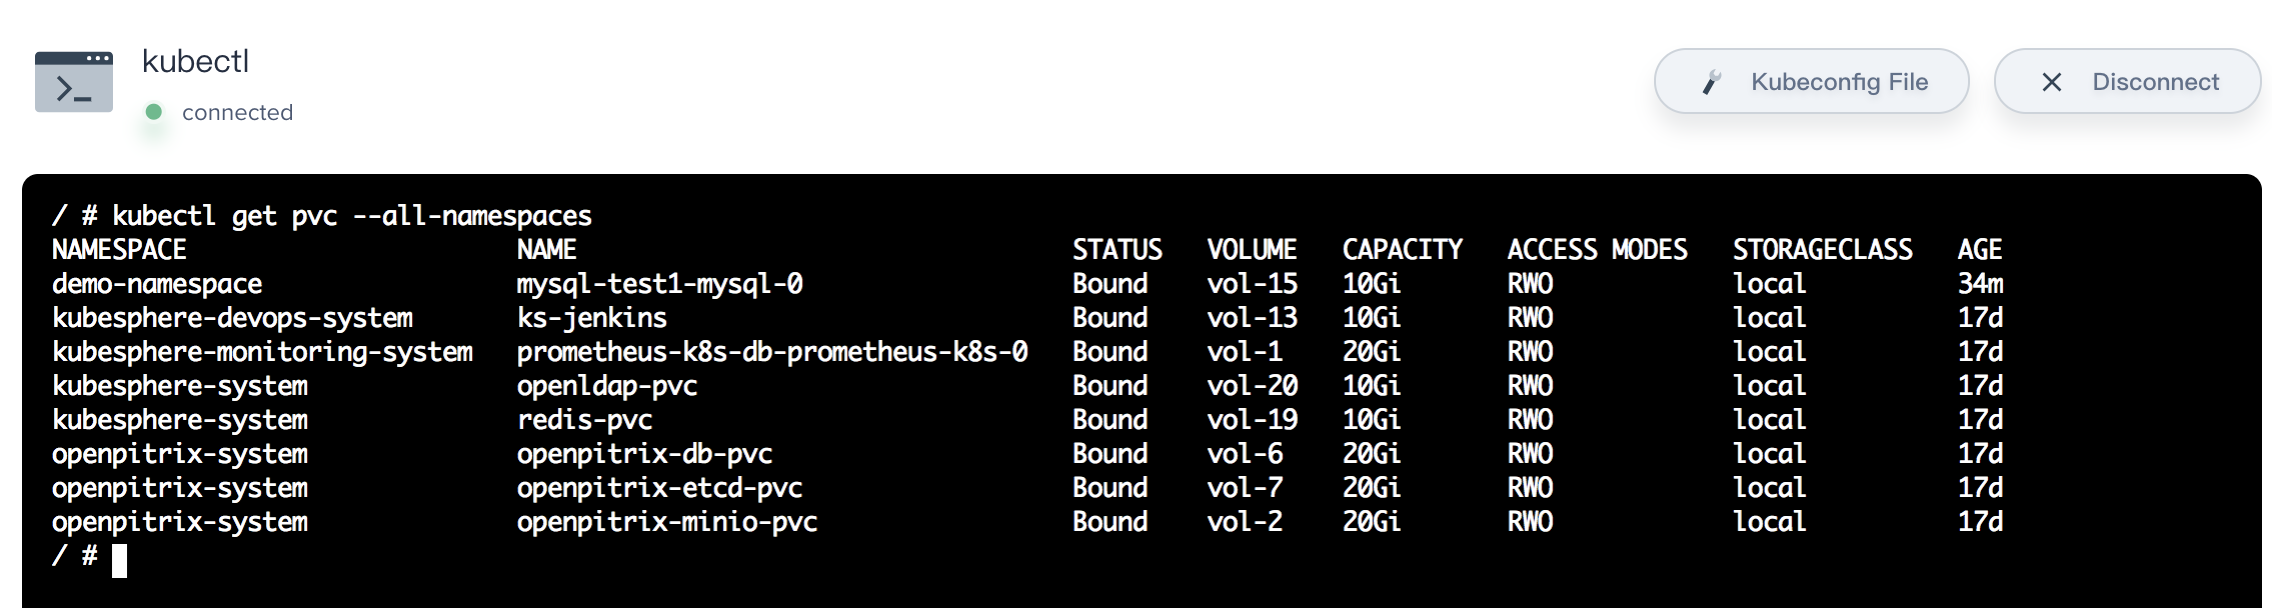 kubectl
connected
Kubeconfig File
Disconnect
/ # kubectl get pvc --all-namespaces
NAMESPACE NAME STATUS VOLUME CAPACITY ACCESS MODES STORAGECLASS AGE
demo-namespace mysql-test1-mysql-0 Bound vol-15 10Gi RWO local 34m
kubesphere-devops-system ks-jenkins Bound vol-13 10Gi RWO local 17d
kubesphere-monitoring-system prometheus-k8s-db-prometheus-k8s-0 Bound vol-1 20Gi RWO local 17d
kubesphere-system openldap-pvc Bound vol-20 10Gi RWO local 17d
kubesphere-system redis-pvc Bound vol-19 10Gi RWO local 17d
openpitrix-system openpitrix-db-pvc Bound vol-6 20Gi RWO local 17d
openpitrix-system openpitrix-etcd-pvc Bound vol-7 20Gi RWO local 17d
openpitrix-system openpitrix-minio-pvc Bound vol-2 20Gi RWO local 17d
/ #